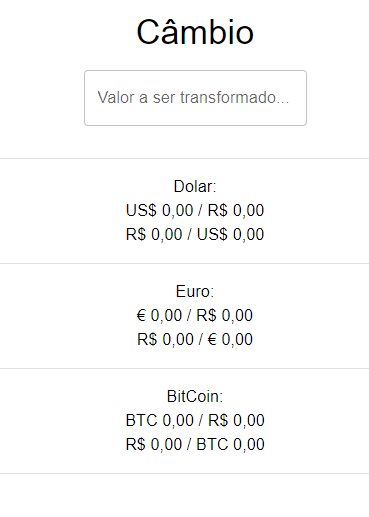 Câmbio
Valor a ser transformado...
Dolar:
US$ 0,00 / R$ 0,00
R$ 0,00 / US$ 0,00
Euro:
€ 0,00 / R$ 0,00
R$ 0,00 / € 0,00
BitCoin:
BTC 0,00 / R$ 0,00
R$ 0,00 / BTC 0,00